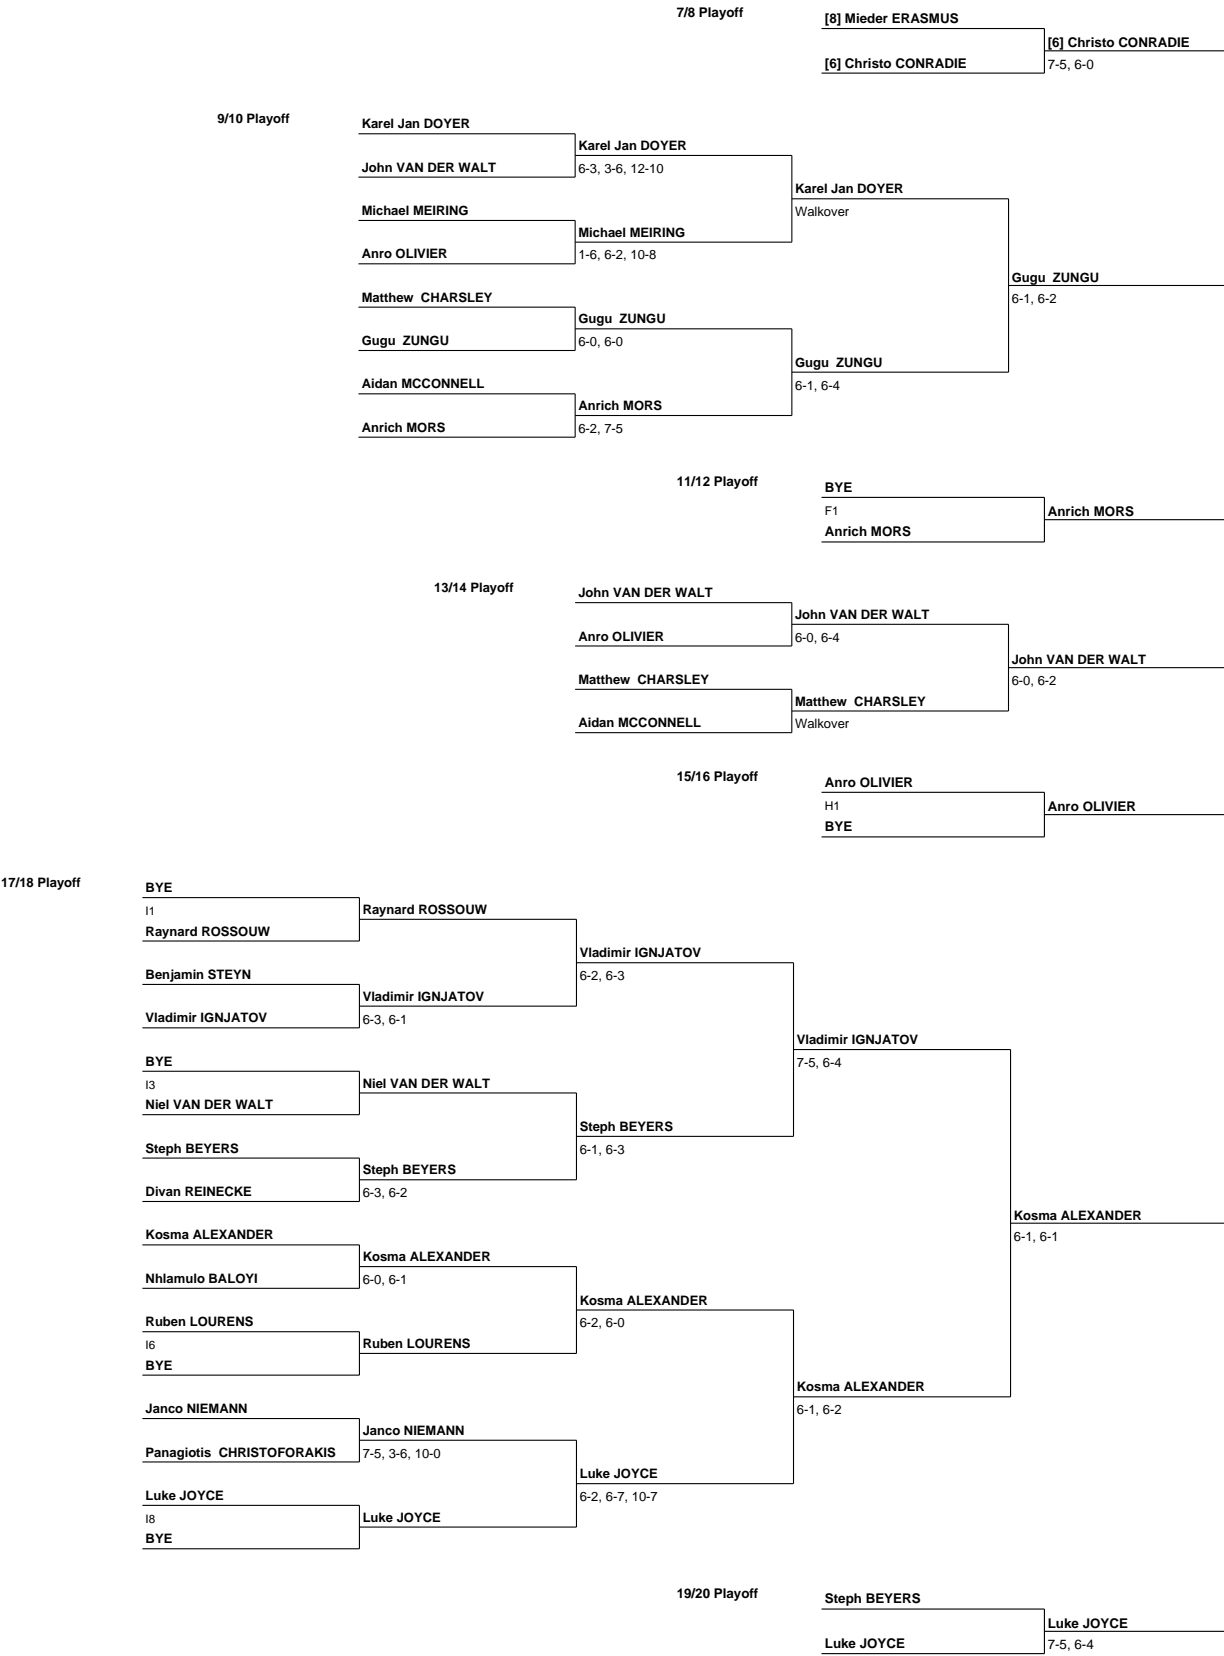 7/8 Playoff
[8] Mieder ERASMUS
[6] Christo CONRADIE
[6] Christo CONRADIE
7-5, 6-0
9/10 Playoff
Karel Jan DOYER
Karel Jan DOYER
John VAN DER WALT
6-3, 3-6, 12-10
Karel Jan DOYER
Michael MEIRING
Walkover
Michael MEIRING
Anro OLIVIER
1-6, 6-2, 10-8
Gugu ZUNGU
Matthew CHARSLEY
6-1, 6-2
Gugu ZUNGU
Gugu ZUNGU
6-0, 6-0
Gugu ZUNGU
Aidan MCCONNELL
6-1, 6-4
Anrich MORS
Anrich MORS
6-2, 7-5
11/12 Playoff
BYE
F1
Anrich MORS
Anrich MORS
13/14 Playoff
John VAN DER WALT
John VAN DER WALT
Anro OLIVIER
6-0, 6-4
John VAN DER WALT
Matthew CHARSLEY
6-0, 6-2
Matthew CHARSLEY
Aidan MCCONNELL
Walkover
15/16 Playoff
Anro OLIVIER
H1
Anro OLIVIER
BYE
17/18 Playoff
BYE
I1
Raynard ROSSOUW
Raynard ROSSOUW
Vladimir IGNJATOV
Benjamin STEYN
6-2, 6-3
Vladimir IGNJATOV
Vladimir IGNJATOV
6-3, 6-1
Vladimir IGNJATOV
BYE
7-5, 6-4
I3
Niel VAN DER WALT
Niel VAN DER WALT
Steph BEYERS
Steph BEYERS
6-1, 6-3
Steph BEYERS
Divan REINECKE
6-3, 6-2
Kosma ALEXANDER
Kosma ALEXANDER
6-1, 6-1
Kosma ALEXANDER
Nhlamulo BALOYI
6-0, 6-1
Kosma ALEXANDER
Ruben LOURENS
6-2, 6-0
I6
Ruben LOURENS
BYE
Kosma ALEXANDER
Janco NIEMANN
6-1, 6-2
Janco NIEMANN
Panagiotis CHRISTOFORAKIS
7-5, 3-6, 10-0
Luke JOYCE
Luke JOYCE
6-2, 6-7, 10-7
I8
Luke JOYCE
BYE
19/20 Playoff
Steph BEYERS
Luke JOYCE
Luke JOYCE
7-5, 6-4